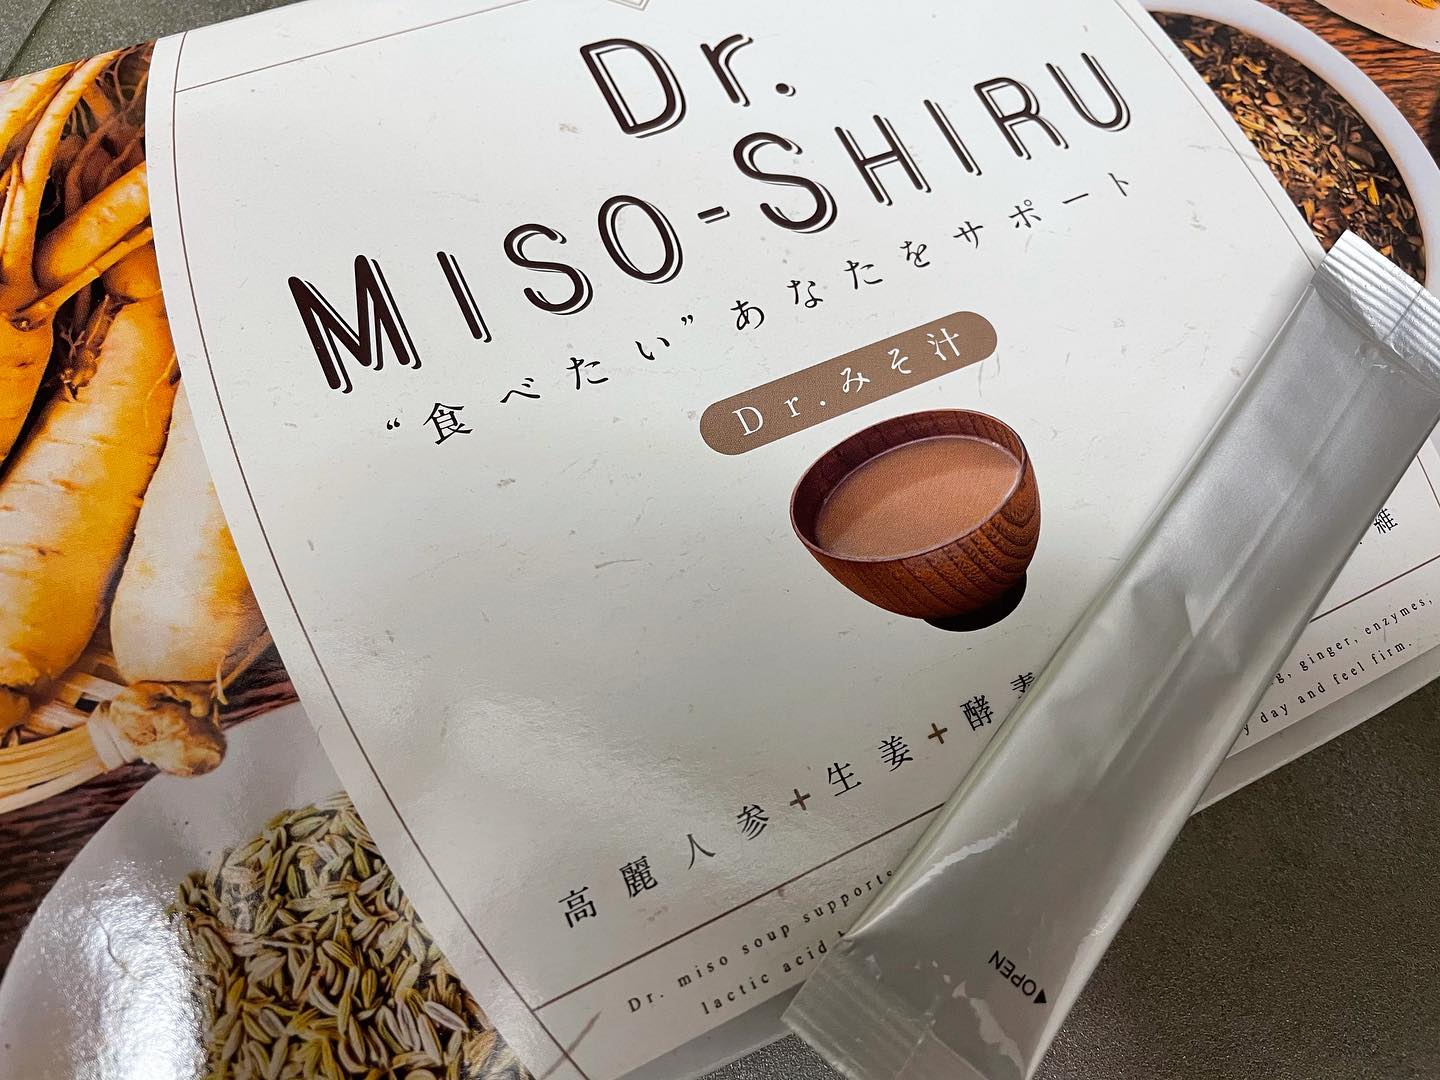 Dr.
MISO-SHIRU
“食べたい”あなたをサポート
Dr.みそ汁
高麗人参+生姜+酵素 維
Dr. miso soup supports ginger, enzymes,
lactic acid day and feel firm.
▲OPEN